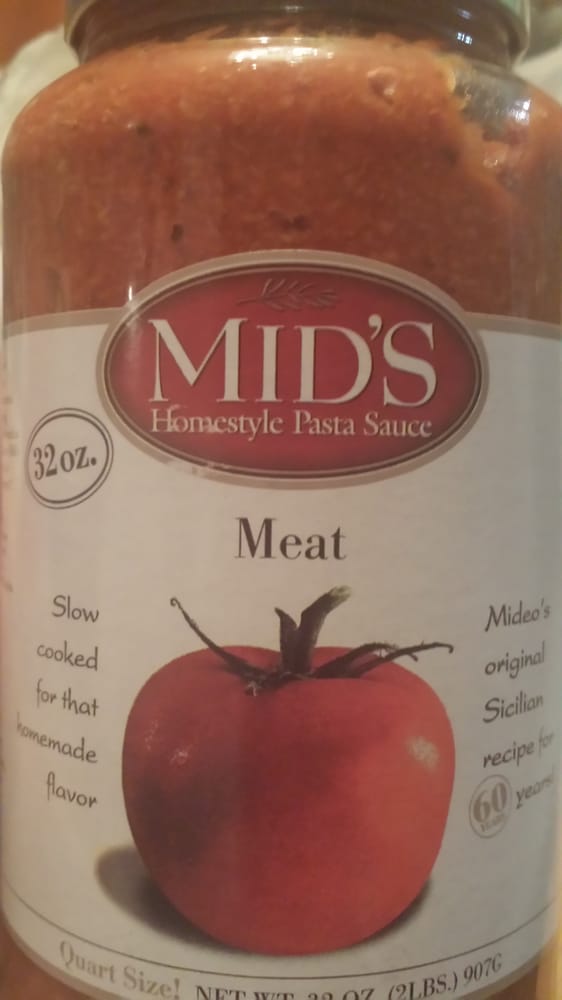 MID'S
Homestyle Pasta Sauce
32 oz.
Meat
Slow
cooked
for that
homemade
flavor
Mideo's
original
Sicilian
recipe for
60 years!
YEARS
Quart Size! NET WT. 32 OZ. (2LBS.) 907G